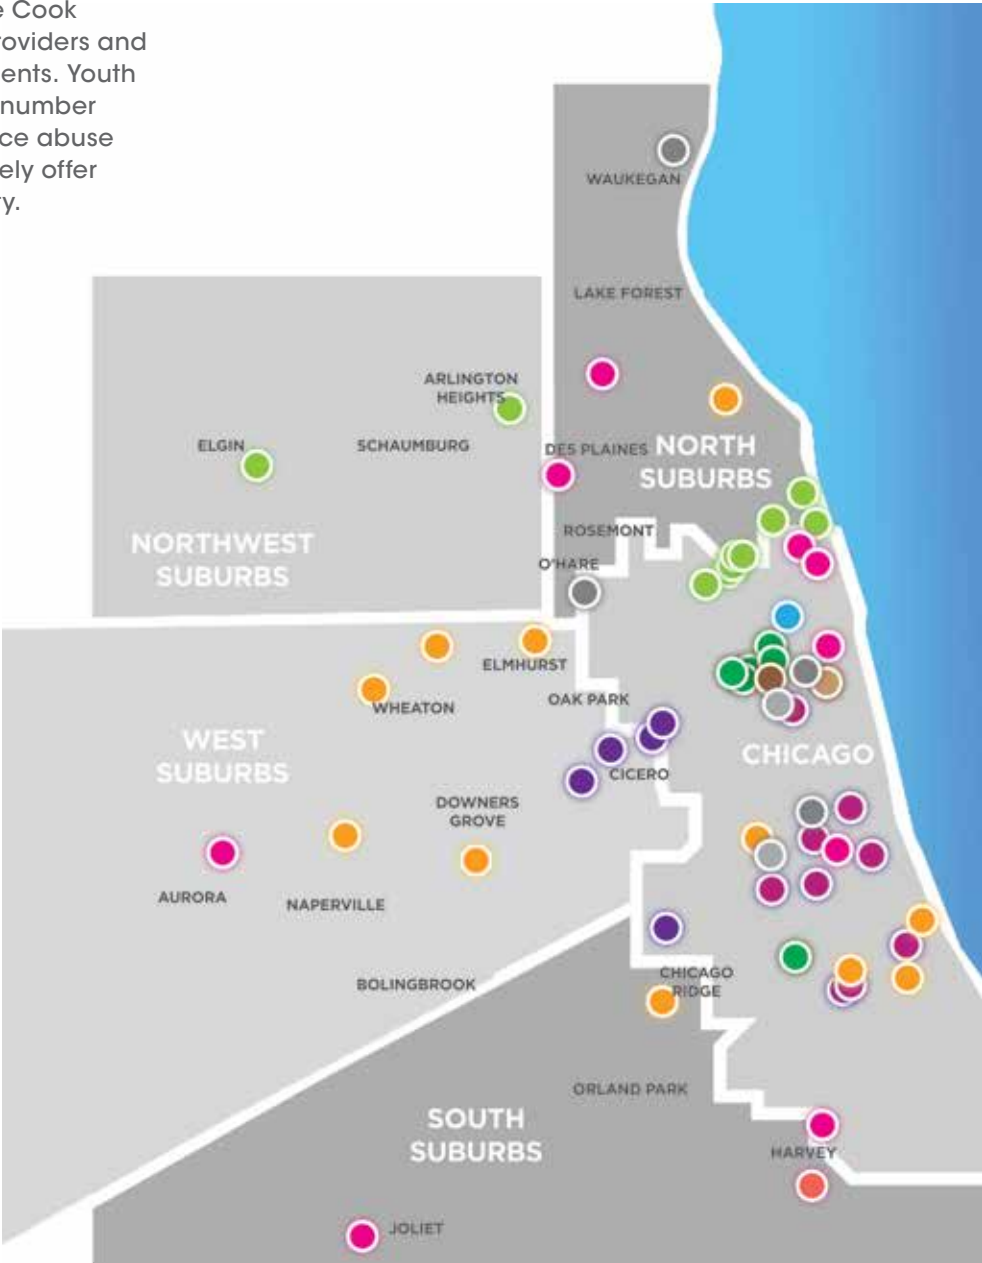 e Cook
roviders and
ents. Youth
number
ce abuse
ely offer
ty.
WAUKEGAN
LAKE FOREST
ARLINGTON
HEIGHTS
ELGIN
SCHAUMBURG
DES PLAINES
NORTH
SUBURBS
ROSEMONT
O'HARE
NORTHWEST
SUBURBS
ELMHURST
WHEATON
OAK PARK
WEST
SUBURBS
CHICAGO
CICERO
DOWNERS
GROVE
AURORA
NAPERVILLE
BOLINGBROOK
CHICAGO
RIDGE
ORLAND PARK
SOUTH
SUBURBS
HARVEY
JOLIET